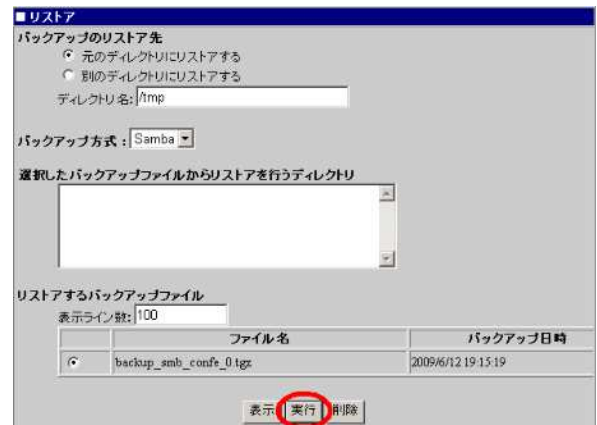 ■リストア
バックアップのリストア先
元のディレクトリにリストアする
別のディレクトリにリストアする
ディレクトリ名: /tmp
バックアップ方式 : Samba
選択したバックアップファイルからリストアを行うディレクトリ
リストアするバックアップファイル
表示ライン数: 100
ファイル名 バックアップ日時
backup_smb_confe_0.tgz 2009/6/12 19:15:19
表示 実行 削除